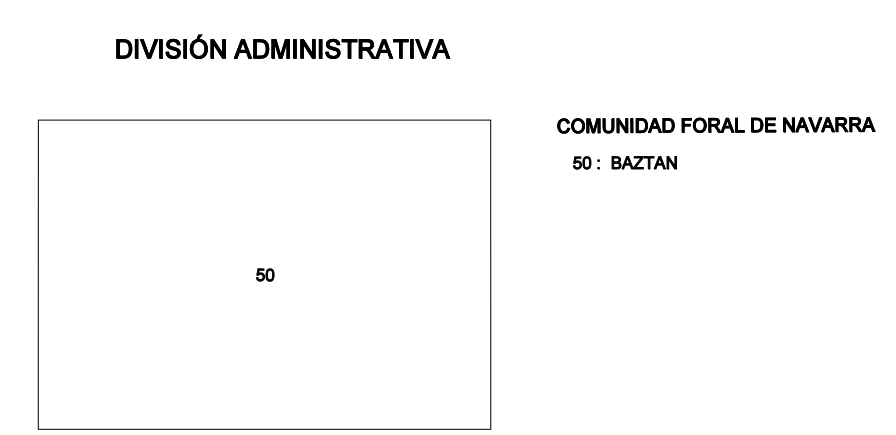 DIVISIÓN ADMINISTRATIVA
COMUNIDAD FORAL DE NAVARRA
50 : BAZTAN
50